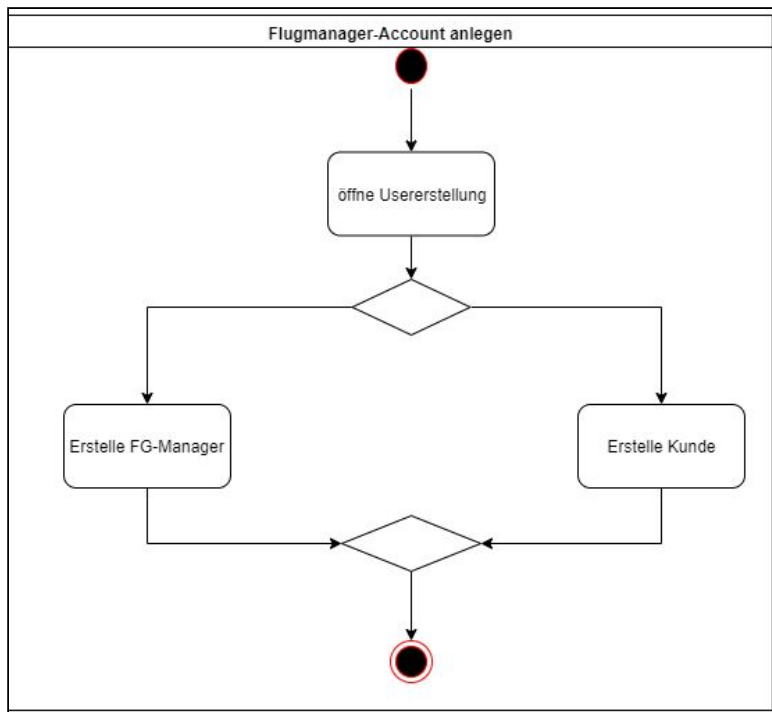 Flugmanager-Account anlegen
öffne Usererstellung
Erstelle FG-Manager
Erstelle Kunde